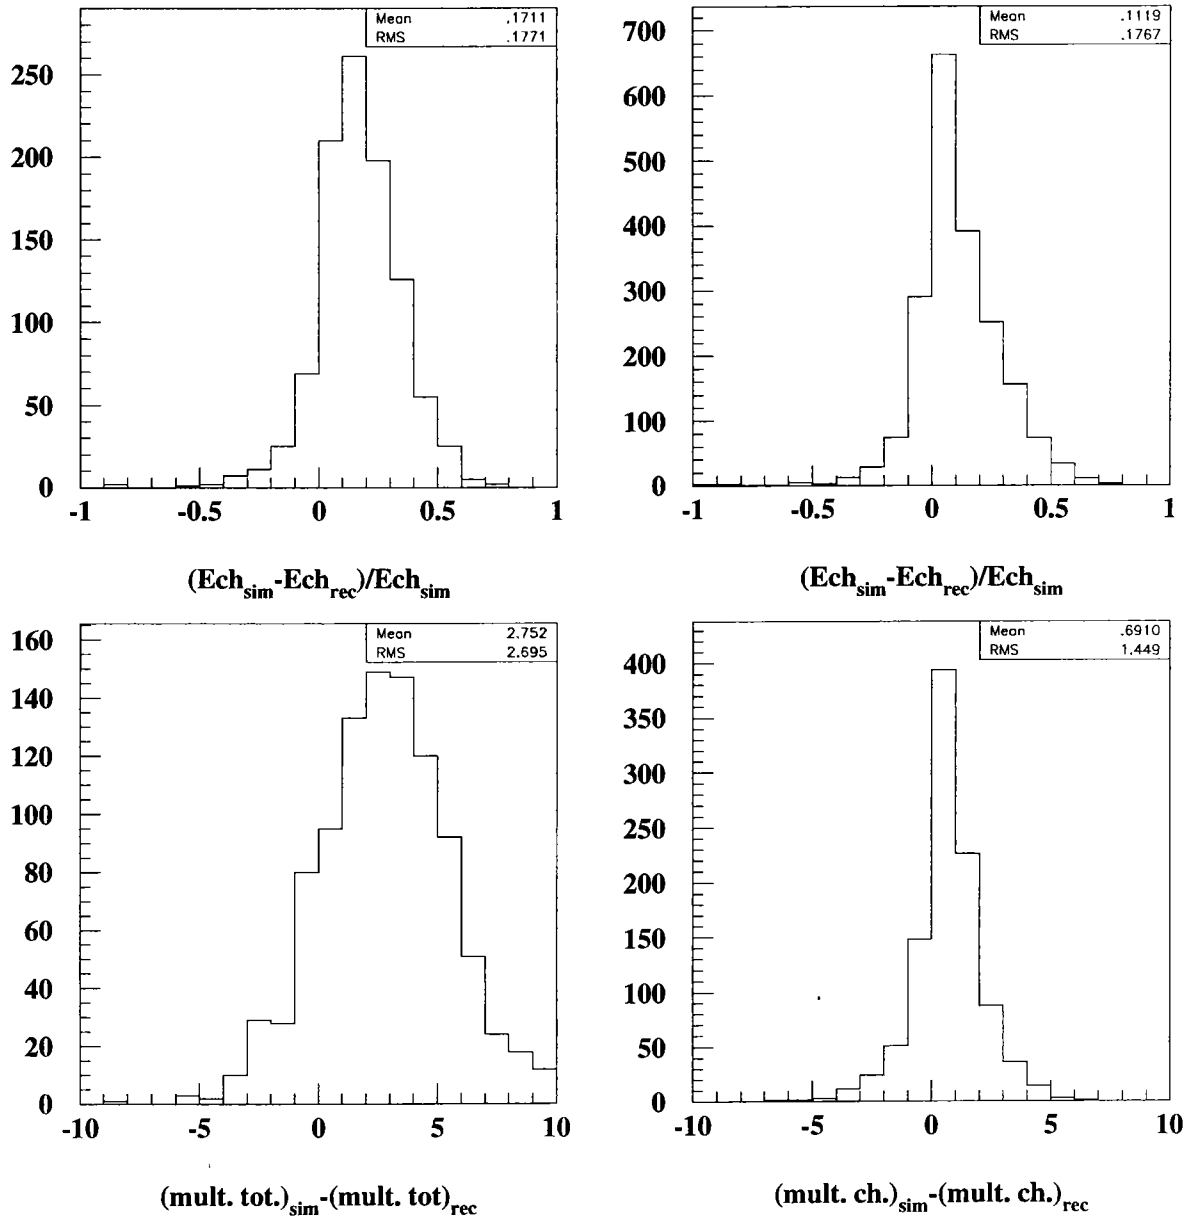 Mean .1711
RMS .1771
250
200
150
100
50
0
-1 -0.5 0 0.5 1
(Ech_sim-Ech_rec)/Ech_sim
Mean .1119
RMS .1767
700
600
500
400
300
200
100
0
-1 -0.5 0 0.5 1
(Ech_sim-Ech_rec)/Ech_sim
Mean 2.752
RMS 2.695
160
140
120
100
80
60
40
20
0
-10 -5 0 5 10
(mult. tot.)_sim-(mult. tot)_rec
Mean .6910
RMS 1.449
400
350
300
250
200
150
100
50
0
-10 -5 0 5 10
(mult. ch.)_sim-(mult. ch.)_rec